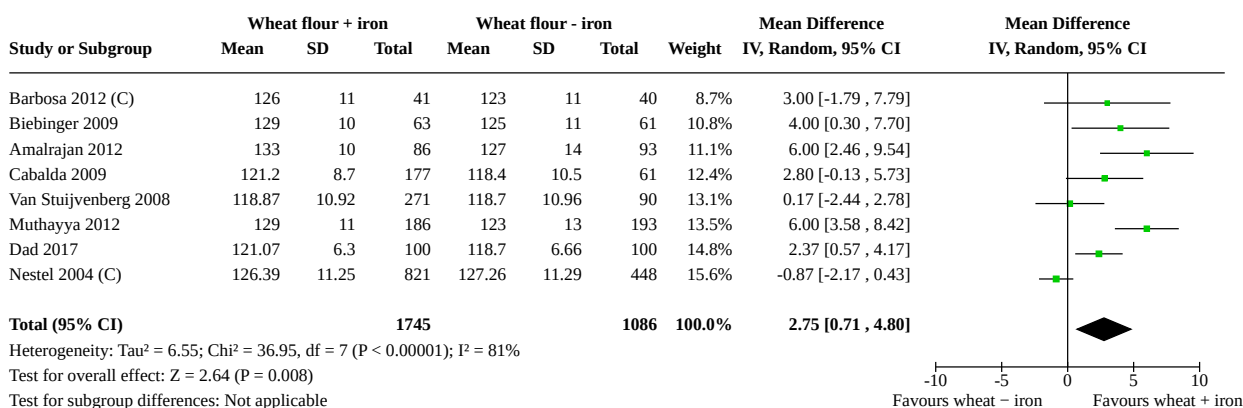 Wheat flour + iron Wheat flour - iron Mean Difference Mean Difference
Study or Subgroup Mean SD Total Mean SD Total Weight IV, Random, 95% CI IV, Random, 95% CI
Barbosa 2012 (C) 126 11 41 123 11 40 8.7% 3.00 [-1.79 , 7.79]
Biebinger 2009 129 10 63 125 11 61 10.8% 4.00 [0.30 , 7.70]
Amalrajan 2012 133 10 86 127 14 93 11.1% 6.00 [2.46 , 9.54]
Cabalda 2009 121.2 8.7 177 118.4 10.5 61 12.4% 2.80 [-0.13 , 5.73]
Van Stuijvenberg 2008 118.87 10.92 271 118.7 10.96 90 13.1% 0.17 [-2.44 , 2.78]
Muthayya 2012 129 11 186 123 13 193 13.5% 6.00 [3.58 , 8.42]
Dad 2017 121.07 6.3 100 118.7 6.66 100 14.8% 2.37 [0.57 , 4.17]
Nestel 2004 (C) 126.39 11.25 821 127.26 11.29 448 15.6% -0.87 [-2.17 , 0.43]
Total (95% CI) 1745 1086 100.0% 2.75 [0.71 , 4.80]
Heterogeneity: Tau² = 6.55; Chi² = 36.95, df = 7 (P < 0.00001); I² = 81%
Test for overall effect: Z = 2.64 (P = 0.008)
-10 -5 0 5 10
Test for subgroup differences: Not applicable Favours wheat − iron Favours wheat + iron